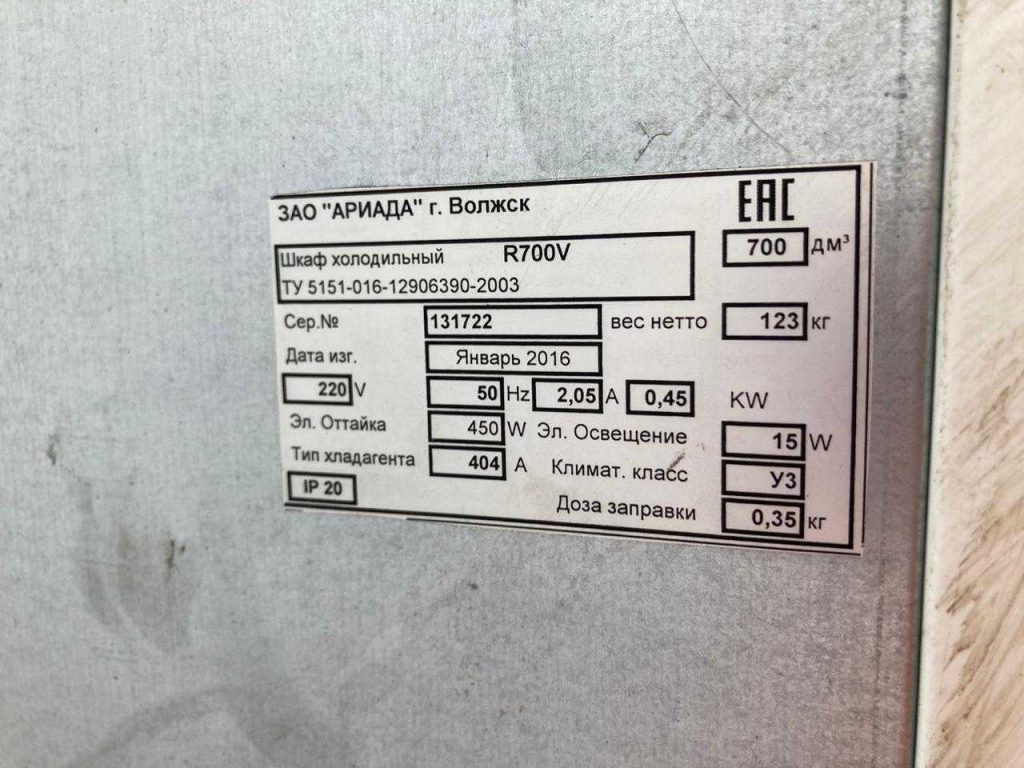 ЗАО "АРИАДА" г. Волжск
EAC
Шкаф холодильный R700V
700 дм³
ТУ 5151-016-12906390-2003
Сер.№ 131722 вес нетто 123 кг
Дата изг. Январь 2016
220 V 50 Hz 2,05 A 0,45 KW
Эл. Оттайка 450 W Эл. Освещение 15 W
Тип хладагента 404 A Климат. класс У3
IP 20 Доза заправки 0,35 кг